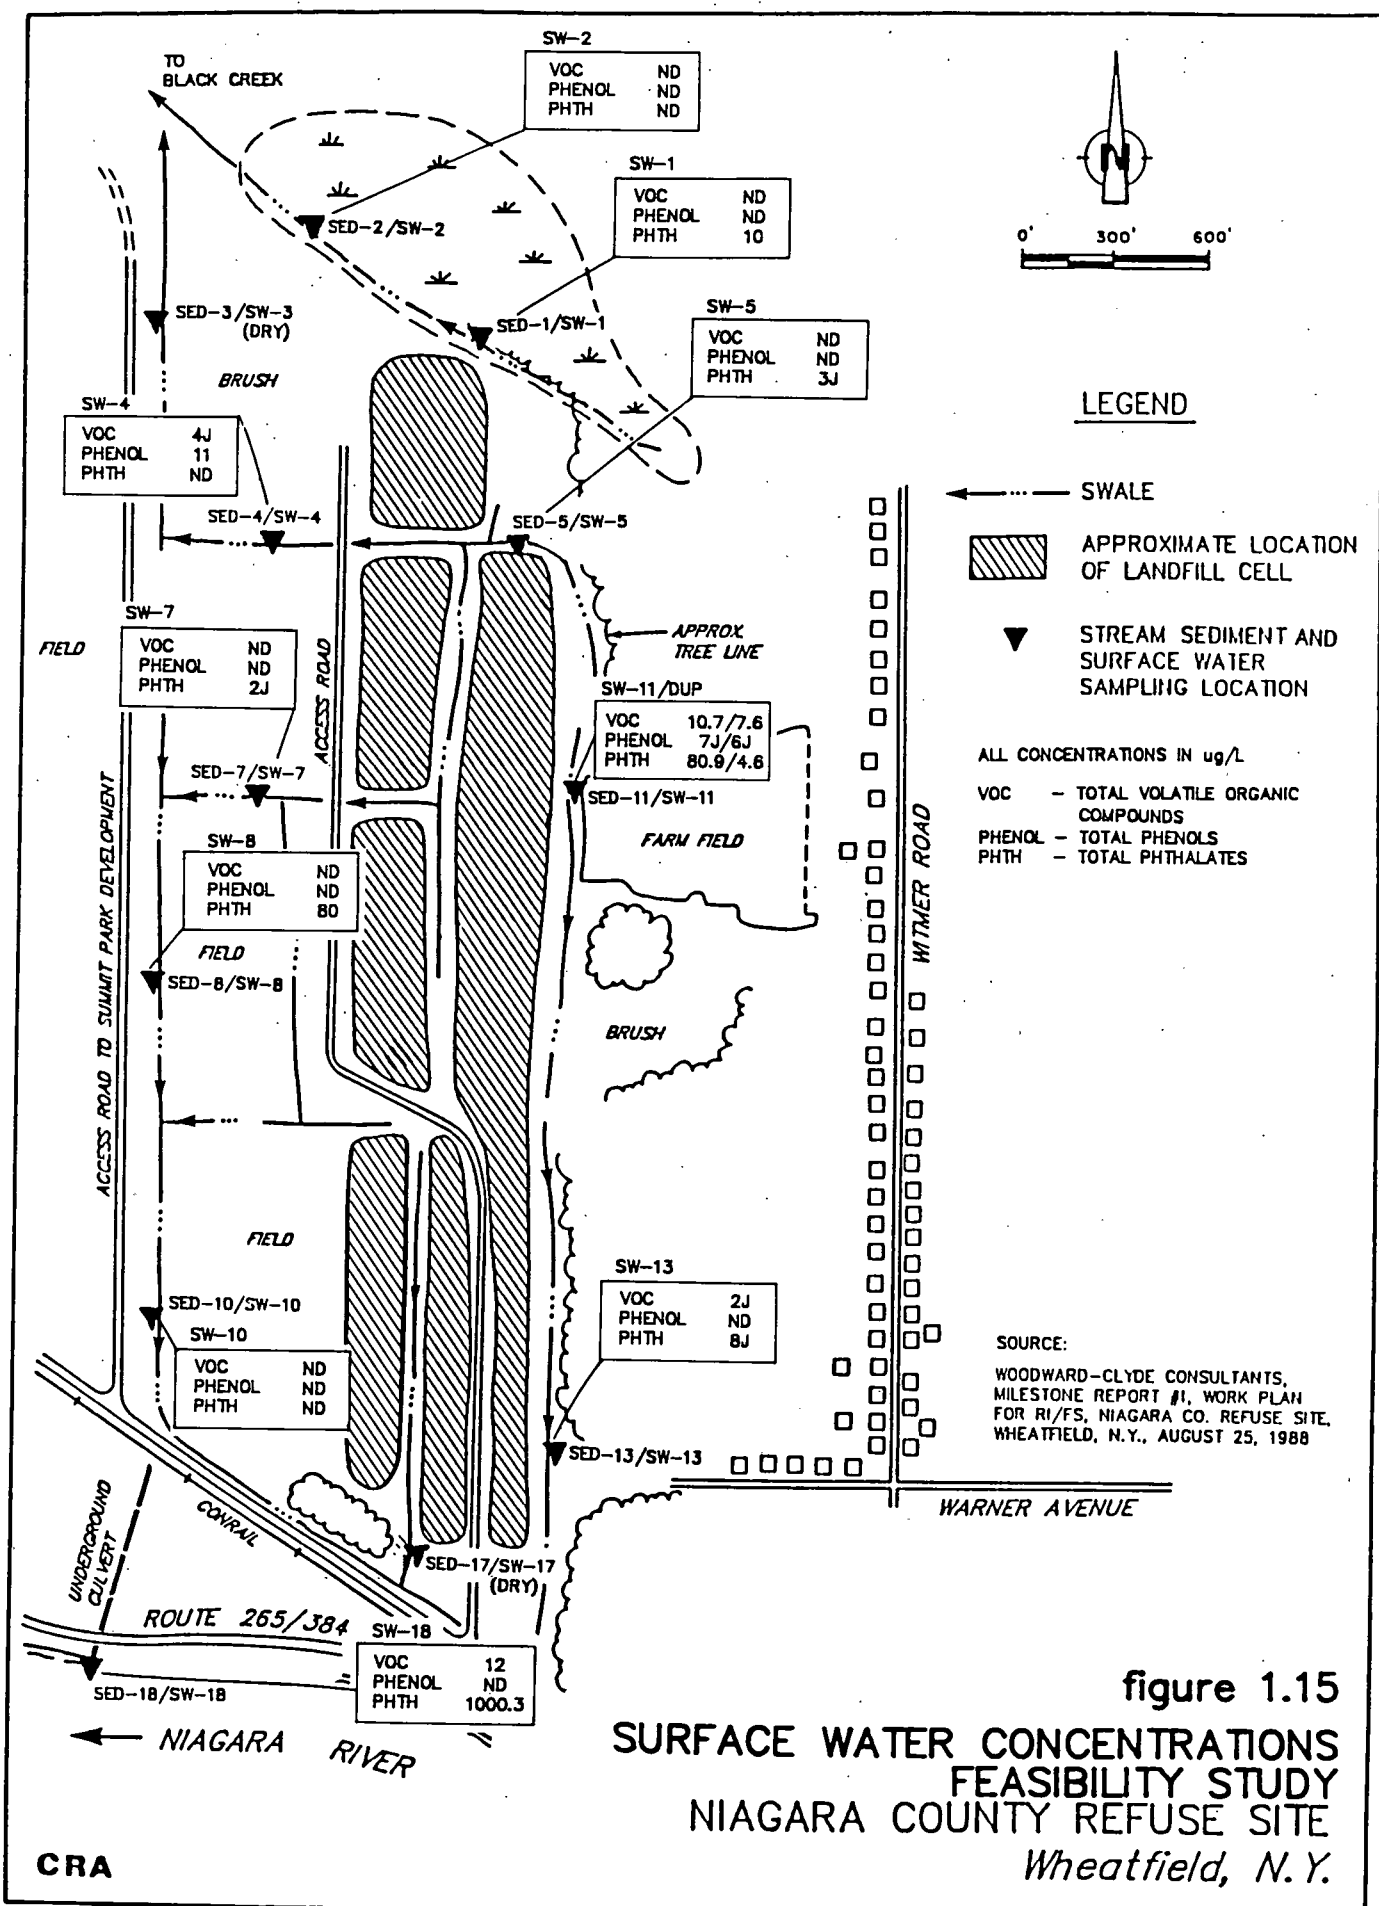 TO
BLACK CREEK
SW-2
VOC ND
PHENOL ND
PHTH ND
SW-1
VOC ND
PHENOL ND
PHTH 10
N
0' 300' 600'
SED-2/SW-2
SED-3/SW-3
(DRY)
SED-1/SW-1
SW-5
VOC ND
PHENOL ND
PHTH 3J
BRUSH
SW-4
VOC 4J
PHENOL 11
PHTH ND
SED-4/SW-4
SED-5/SW-5
LEGEND
SWALE
APPROXIMATE LOCATION
OF LANDFILL CELL
STREAM SEDIMENT AND
SURFACE WATER
SAMPLING LOCATION
ALL CONCENTRATIONS IN ug/L
VOC - TOTAL VOLATILE ORGANIC
COMPOUNDS
PHENOL - TOTAL PHENOLS
PHTH - TOTAL PHTHALATES
FIELD
SW-7
VOC ND
PHENOL ND
PHTH 2J
ACCESS ROAD
APPROX.
TREE LINE
SW-11/DUP
VOC 10.7/7.6
PHENOL 7J/6J
PHTH 80.9/4.6
SED-7/SW-7
SED-11/SW-11
FARM FIELD
SW-8
VOC ND
PHENOL ND
PHTH 80
FIELD
SED-8/SW-8
BRUSH
WITMER ROAD
ACCESS ROAD TO SUMMIT PARK DEVELOPMENT
FIELD
SED-10/SW-10
SW-10
VOC ND
PHENOL ND
PHTH ND
SW-13
VOC 2J
PHENOL ND
PHTH 8J
SED-13/SW-13
SOURCE:
WOODWARD-CLYDE CONSULTANTS,
MILESTONE REPORT #1, WORK PLAN
FOR RI/FS, NIAGARA CO. REFUSE SITE,
WHEATFIELD, N.Y., AUGUST 25, 1988
WARNER AVENUE
UNDERGROUND
CULVERT
CONRAIL
SED-17/SW-17
(DRY)
ROUTE 265/384
SW-18
VOC 12
PHENOL ND
PHTH 1000.3
SED-18/SW-18
NIAGARA RIVER
figure 1.15
SURFACE WATER CONCENTRATIONS
FEASIBILITY STUDY
NIAGARA COUNTY REFUSE SITE
Wheatfield, N.Y.
CRA